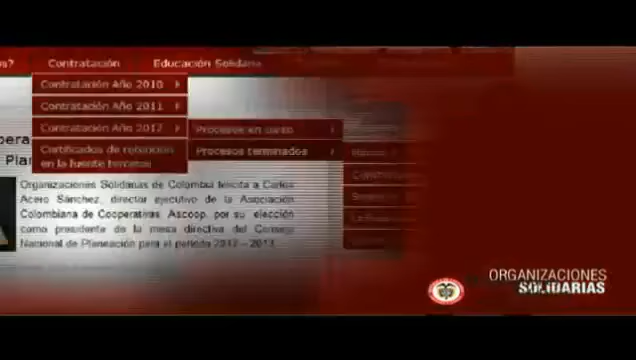 os?
Contratación
Educación Solidaria
Contratación Año 2010
Contratación Año 2011
Contratación Año 2012
Procesos en curso
Certificados de retención
en la fuente terceros
Procesos terminados
Organizaciones Solidarias de Colombia felicita a Carlos
Acero Sánchez, director ejecutivo de la Asociación
Colombiana de Cooperativas, Ascoop, por su elección
como presidente de la mesa directiva del Consejo
Nacional de Planeación para el periodo 2012 - 2013.
ORGANIZACIONES
SOLIDARIAS